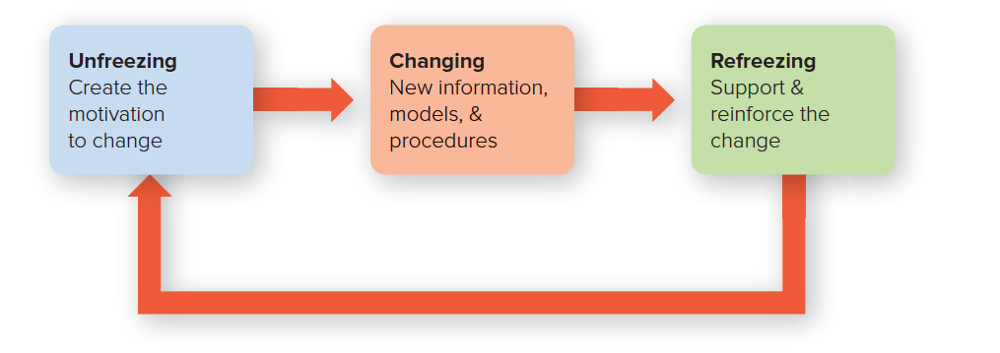 Unfreezing
Create the
motivation
to change
Changing
New information,
models, &
procedures
Refreezing
Support &
reinforce the
change